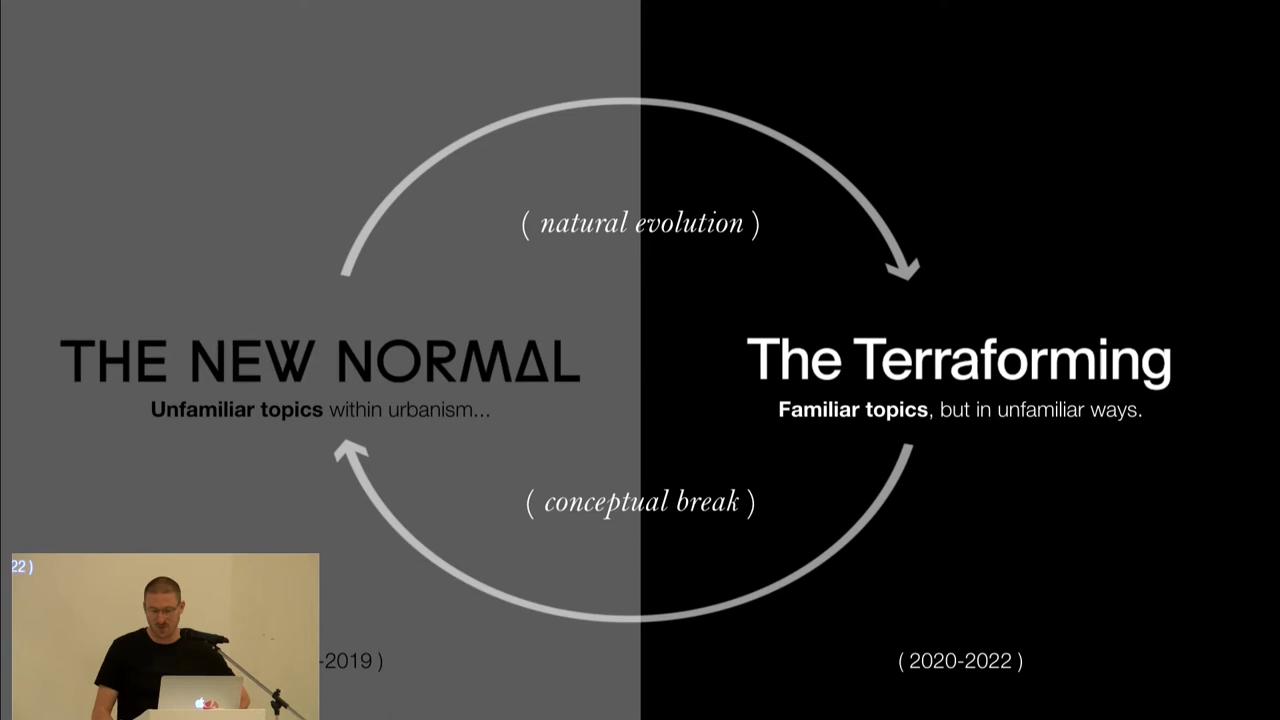 ( natural evolution )
THE NEW NORMAL
Unfamiliar topics within urbanism...
The Terraforming
Familiar topics, but in unfamiliar ways.
( conceptual break )
22 )
-2019 )
( 2020-2022 )